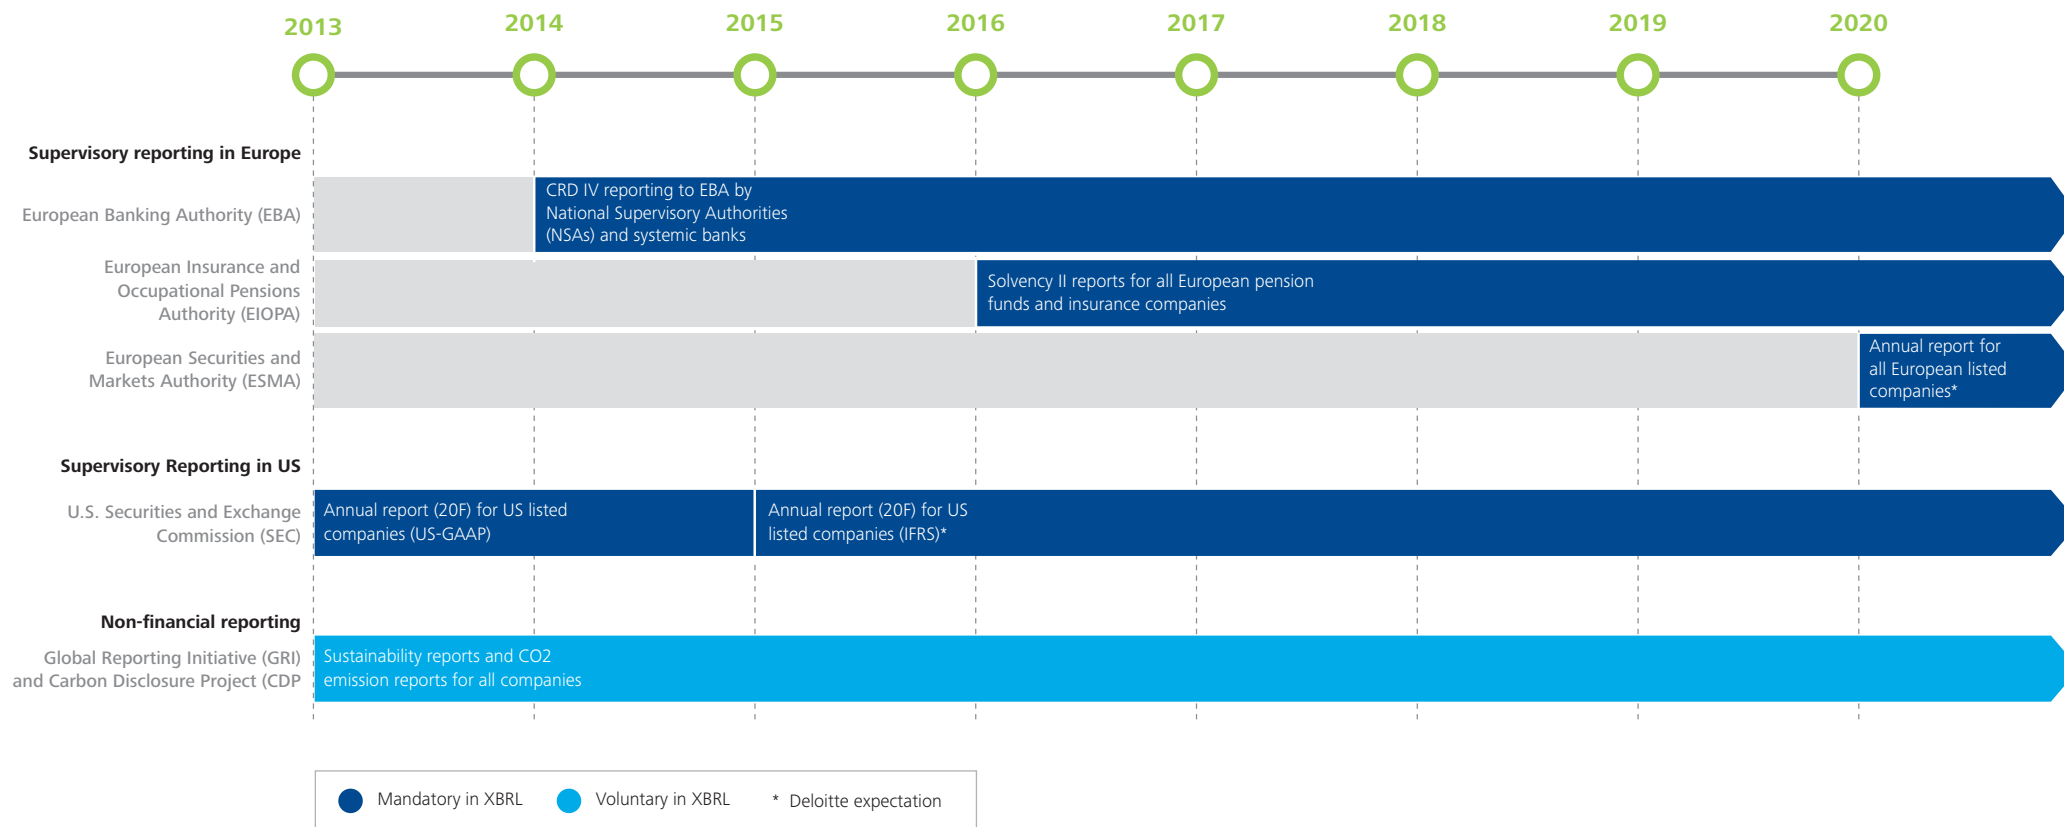 2013 2014 2015 2016 2017 2018 2019 2020
Supervisory reporting in Europe
European Banking Authority (EBA)
CRD IV reporting to EBA by
National Supervisory Authorities
(NSAs) and systemic banks
European Insurance and
Occupational Pensions
Authority (EIOPA)
Solvency II reports for all European pension
funds and insurance companies
European Securities and
Markets Authority (ESMA)
Annual report for
all European listed
companies*
Supervisory Reporting in US
U.S. Securities and Exchange
Commission (SEC)
Annual report (20F) for US listed
companies (US-GAAP)
Annual report (20F) for US
listed companies (IFRS)*
Non-financial reporting
Global Reporting Initiative (GRI)
and Carbon Disclosure Project (CDP
Sustainability reports and CO2
emission reports for all companies
Mandatory in XBRL Voluntary in XBRL * Deloitte expectation